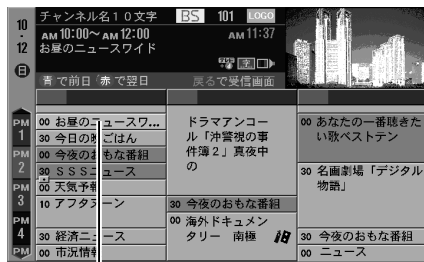 10
・
12
日
チャンネル名１０文字 BS 101 LOGO
AM10:00～AM12:00 AM11:37
お昼のニュースワイド
字
青で前日 赤で翌日 戻るで受信画面
PM
1
PM
2
PM
3
PM
4
PM
00 お昼のニュースワ...
30 今日の晩ごはん
00 今夜のおもな番組
30 ＳＳＳニュース
00 天気予報
10 アフタヌーン
30 経済ニュース
00 市況情報
ドラマアンコー
ル「沖警視の事
件簿２」真夜中
の
30 今夜のおもな番組
00 海外ドキュメン
タリー 南極
00 あなたの一番聴きた
い歌ベストテン
30 名画劇場「デジタル
物語」
30 今夜のおもな番組
00 ニュース